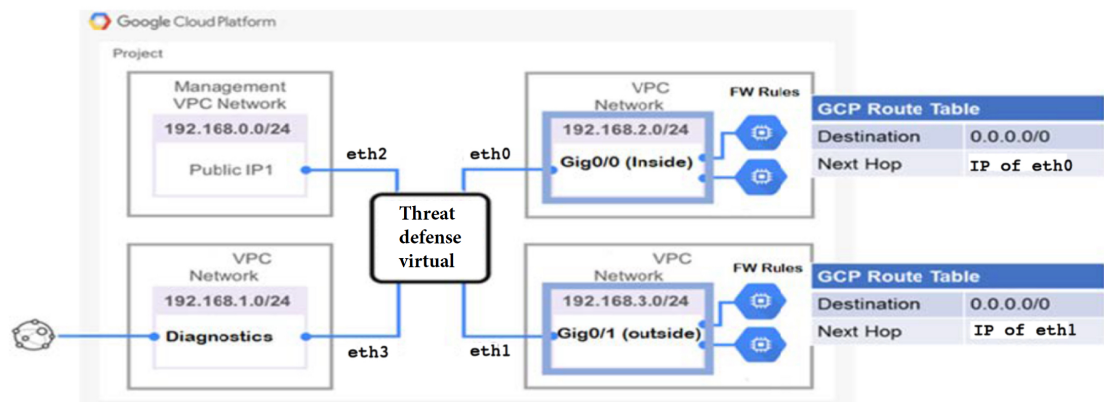 Google Cloud Platform
Project
Management
VPC Network
192.168.0.0/24
Public IP1
eth2
eth0
VPC
Network
192.168.2.0/24
Gig0/0 (Inside)
FW Rules
GCP Route Table
Destination 0.0.0.0/0
Next Hop IP of eth0
Threat
defense
virtual
VPC
Network
192.168.1.0/24
Diagnostics
eth3
eth1
VPC
Network
192.168.3.0/24
Gig0/1 (outside)
FW Rules
GCP Route Table
Destination 0.0.0.0/0
Next Hop IP of eth1